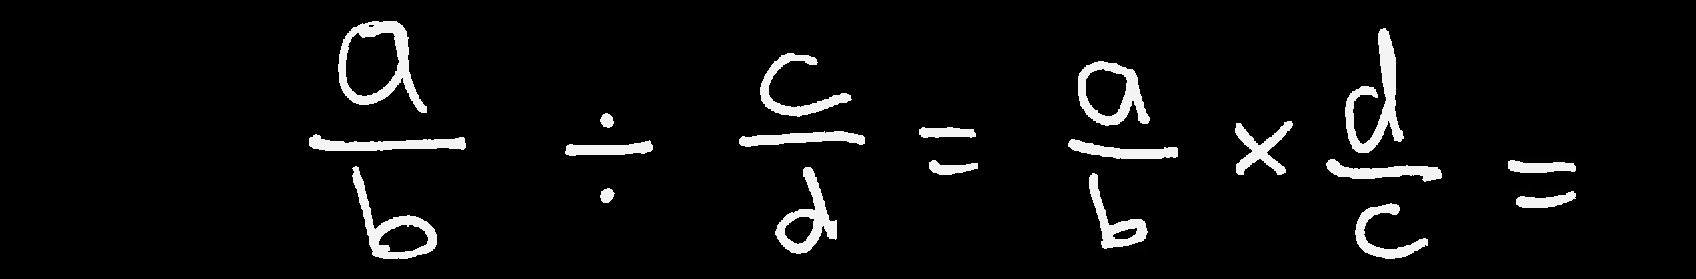 a/b ÷ c/d = a/b × d/c =